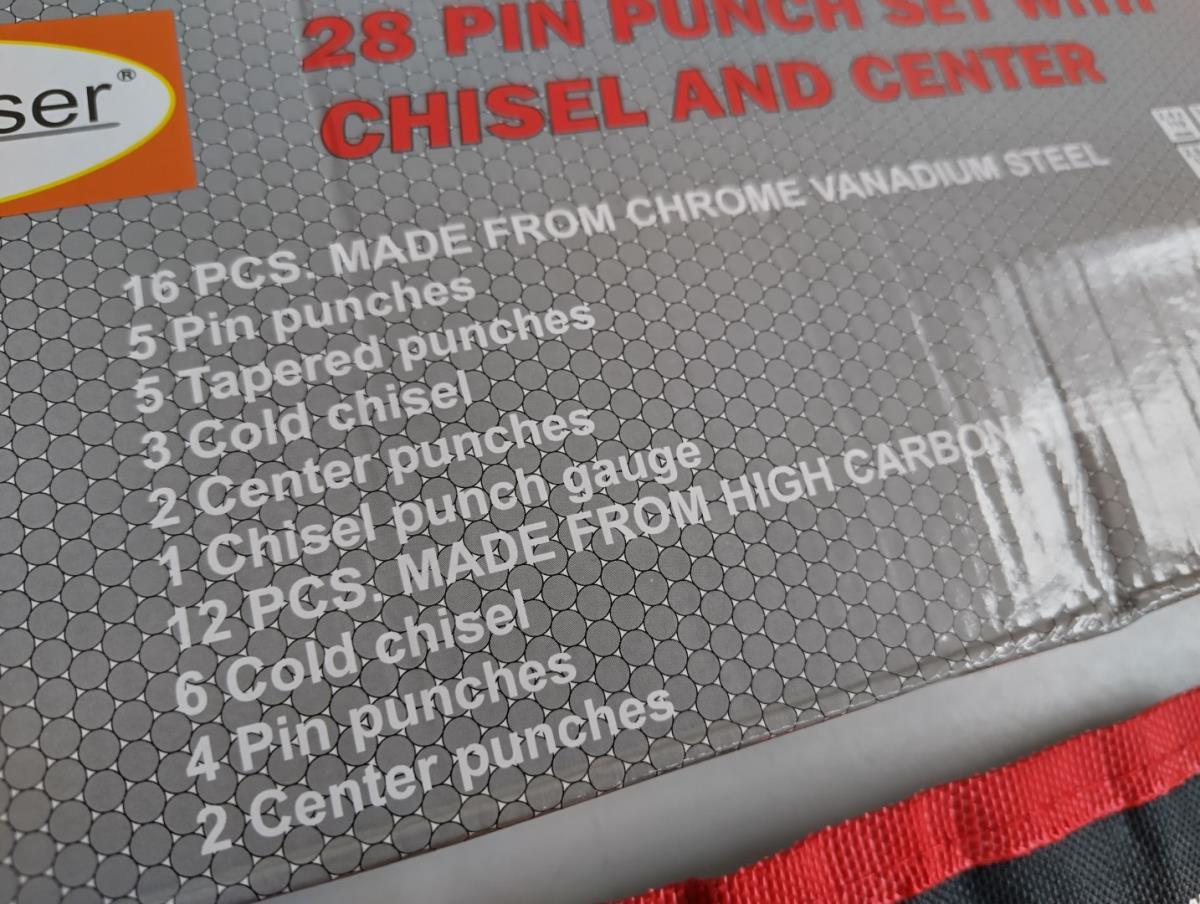 28 PIN PUNCH SET WITH
CHISEL AND CENTER
ser®
16 PCS. MADE FROM CHROME VANADIUM STEEL
5 Pin punches
5 Tapered punches
3 Cold chisel
2 Center punches
1 Chisel punch gauge
12 PCS. MADE FROM HIGH CARBON
6 Cold chisel
4 Pin punches
2 Center punches